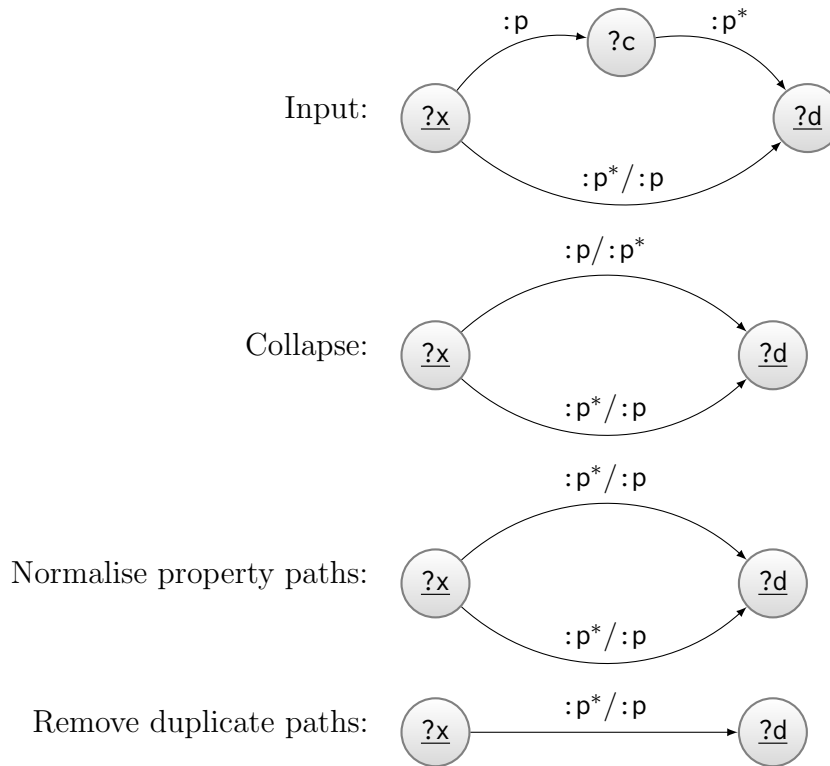 :p
?c
:p*
Input:
?x
?d
:p*/:p
:p/:p*
Collapse:
?x
?d
:p*/:p
:p*/:p
Normalise property paths:
?x
?d
:p*/:p
:p*/:p
Remove duplicate paths:
?x
?d